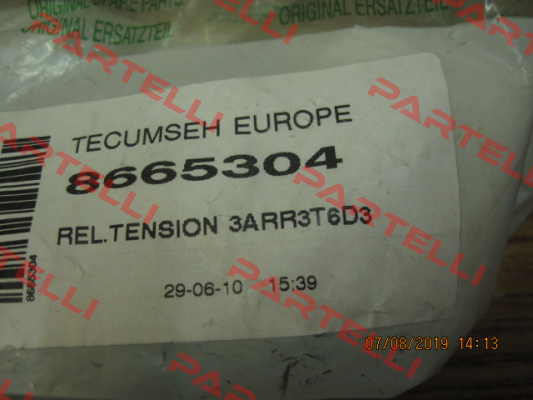 ORIGINAL SPARE PARTS
ORIGINAL ERSATZTEIL
ORIGINAL ERSATZTEIL
TECUMSEH EUROPE
8665304
REL.TENSION 3ARR3T6D3
29-06-10 15:39
8665304
07/08/2019 14:13
PARTELLI
PARTELLI
PARTELLI
PARTELLI
PARTELLI
PARTELLI